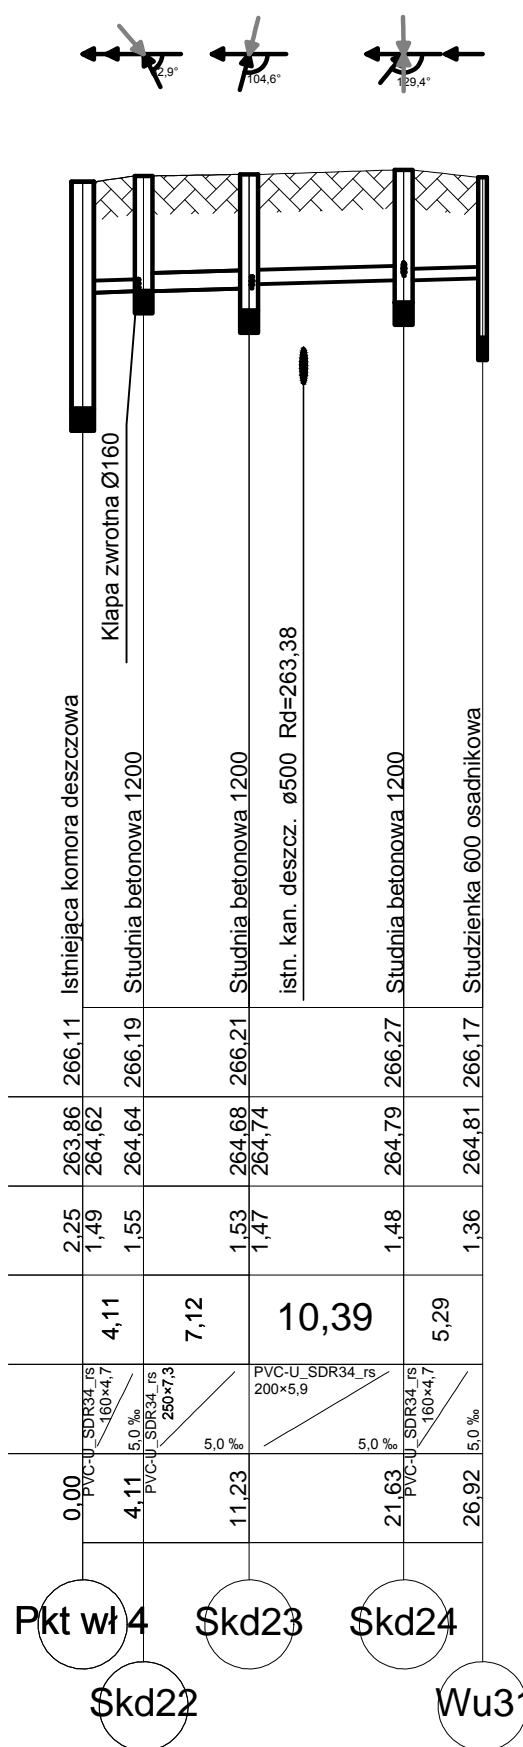 2,9°
104,6°
129,4°
Klapa zwrotna Ø160
Istniejąca komora deszczowa
Studnia betonowa 1200
Studnia betonowa 1200
istn. kan. deszcz. ø500 Rd=263,38
Studnia betonowa 1200
Studzienka 600 osadnikowa
266,11
266,19
266,21
266,27
266,17
263,86
264,62
264,64
264,68
264,74
264,79
264,81
2,25
1,49
1,55
1,53
1,47
1,48
1,36
4,11
7,12
10,39
5,29
PVC-U_SDR34_rs
160×4,7
5,0 ‰
PVC-U_SDR34_rs
250×7,3
5,0 ‰
PVC-U_SDR34_rs
200×5,9
5,0 ‰
PVC-U_SDR34_rs
160×4,7
5,0 ‰
0,00
4,11
11,23
21,63
26,92
Pkt wł 4
Skd23
Skd24
Skd22
Wu31